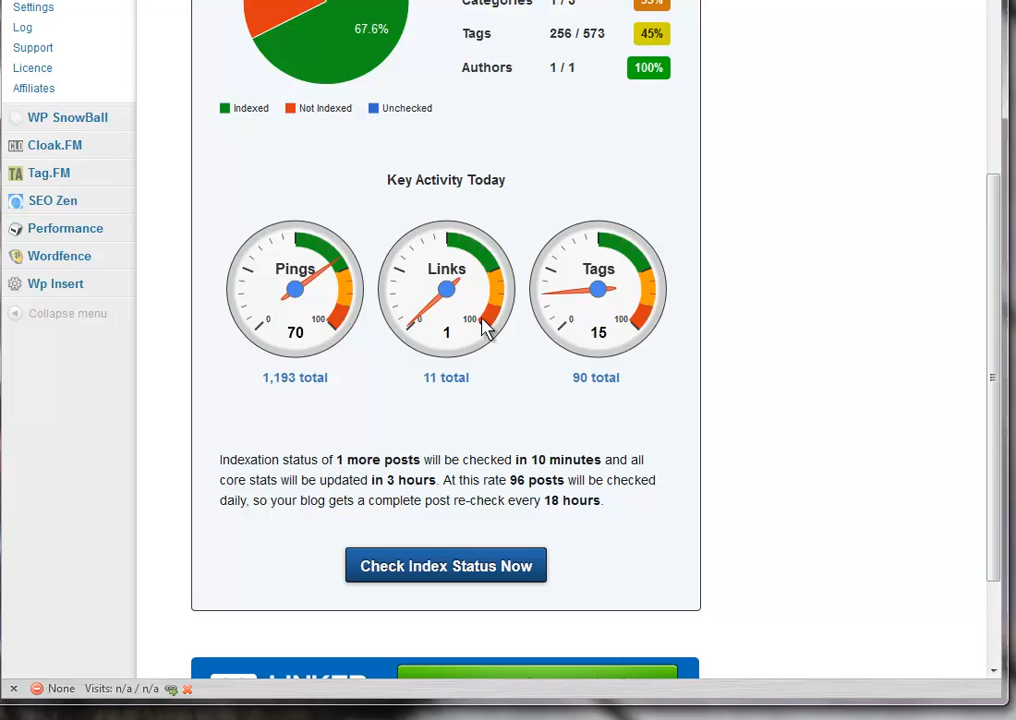 Settings
Log
Support
Licence
Affiliates
WP SnowBall
Cloak.FM
TA Tag.FM
SEO Zen
Performance
Wordfence
Wp Insert
Collapse menu
67.6%
Categories 1 / 3
Tags 256 / 573 45%
Authors 1 / 1 100%
Indexed Not Indexed Unchecked
Key Activity Today
Pings Links Tags
0 100 0 100 0 100
70 1 15
1,193 total 11 total 90 total
Indexation status of 1 more posts will be checked in 10 minutes and all
core stats will be updated in 3 hours. At this rate 96 posts will be checked
daily, so your blog gets a complete post re-check every 18 hours.
Check Index Status Now
LINKER
None Visits: n/a / n/a